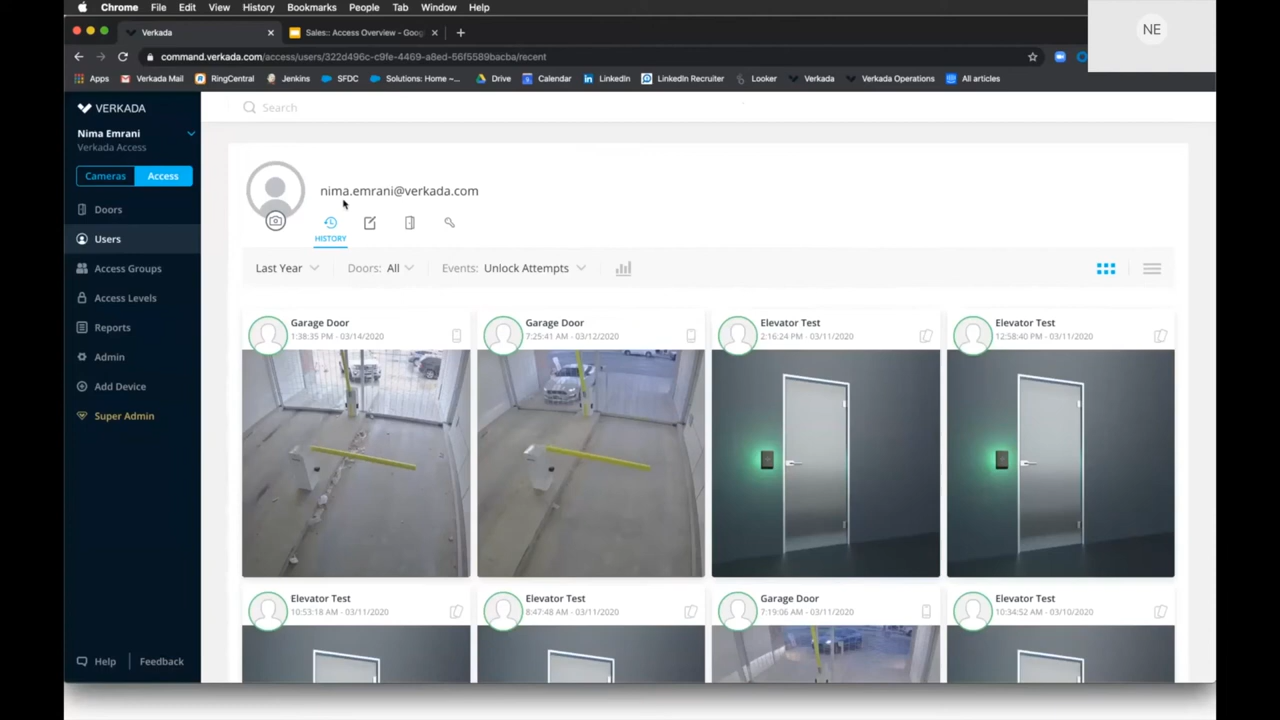 Chrome File Edit View History Bookmarks People Tab Window Help
NE
Verkada
Sales:: Access Overview - Goog
command.verkada.com/access/users/322d496c-c9fe-4469-a8ed-56f5589bacba/recent
Apps Verkada Mail RingCentral Jenkins SFDC Solutions: Home –... Drive Calendar LinkedIn LinkedIn Recruiter Looker Verkada Verkada Operations All articles
VERKADA
Search
Nima Emrani
Verkada Access
Cameras Access
Doors
Users
Access Groups
Access Levels
Reports
Admin
Add Device
Super Admin
Help Feedback
nima.emrani@verkada.com
HISTORY
Last Year Doors: All Events: Unlock Attempts
Garage Door
1:38:35 PM - 03/14/2020
Garage Door
7:25:41 AM - 03/12/2020
Elevator Test
2:16:24 PM - 03/11/2020
Elevator Test
12:58:40 PM - 03/11/2020
Elevator Test
10:53:18 AM - 03/11/2020
Elevator Test
8:47:48 AM - 03/11/2020
Garage Door
7:19:06 AM - 03/11/2020
Elevator Test
10:34:52 AM - 03/10/2020